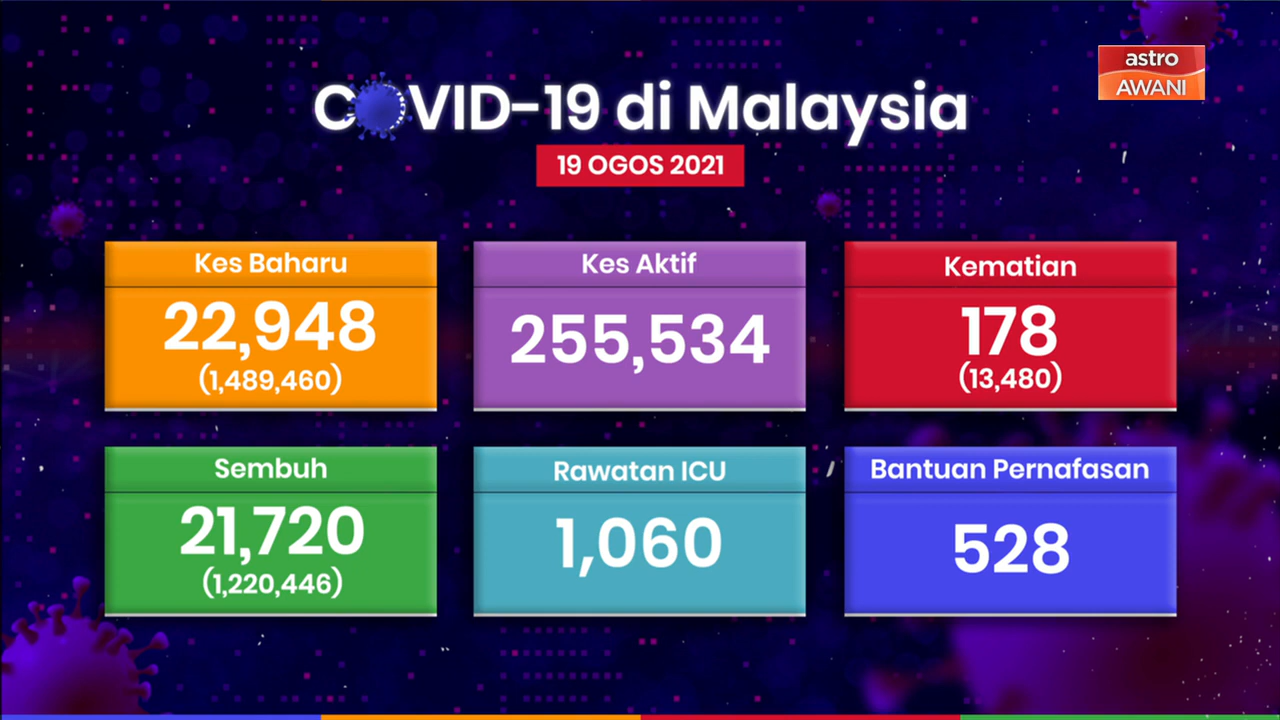 astro
AWANI
COVID-19 di Malaysia
19 OGOS 2021
Kes Baharu
22,948
(1,489,460)
Kes Aktif
255,534
Kematian
178
(13,480)
Sembuh
21,720
(1,220,446)
Rawatan ICU
1,060
Bantuan Pernafasan
528